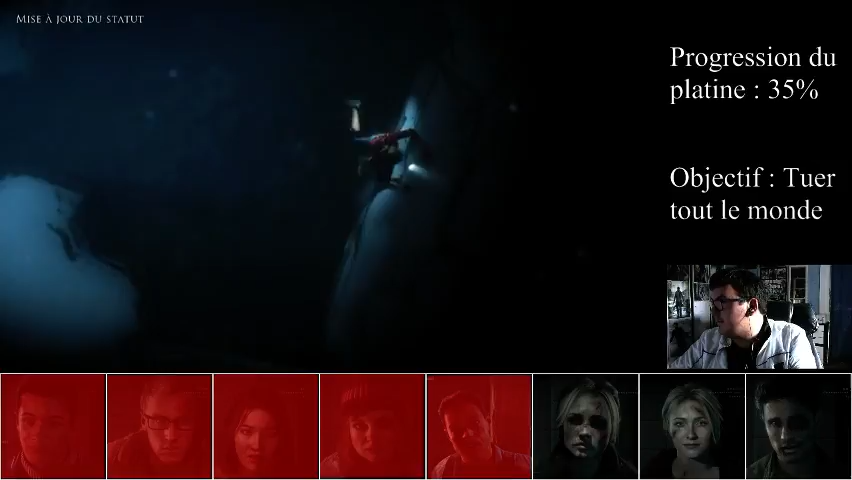 Mise à jour du statut
Progression du
platine : 35%
Objectif : Tuer
tout le monde